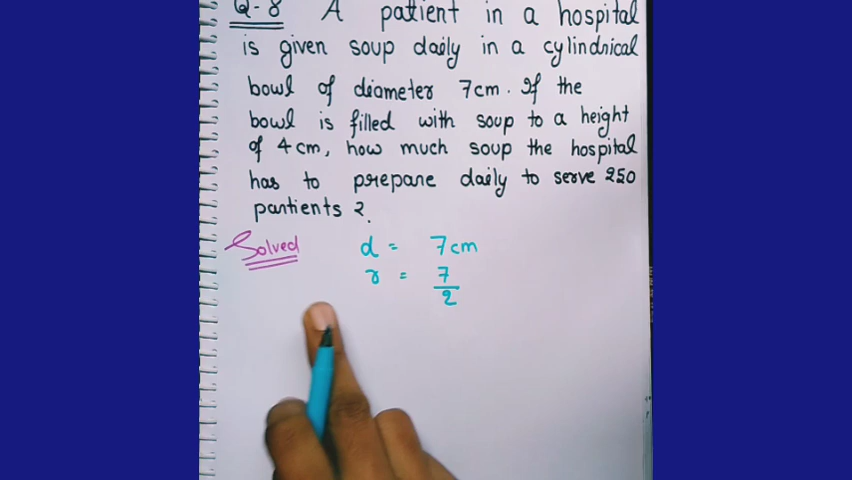 Q-8 A patient in a hospital
is given soup daily in a cylindrical
bowl of diameter 7cm. If the
bowl is filled with soup to a height
of 4cm, how much soup the hospital
has to prepare daily to serve 250
pantients ?.
Solved d = 7cm
r = 7/2